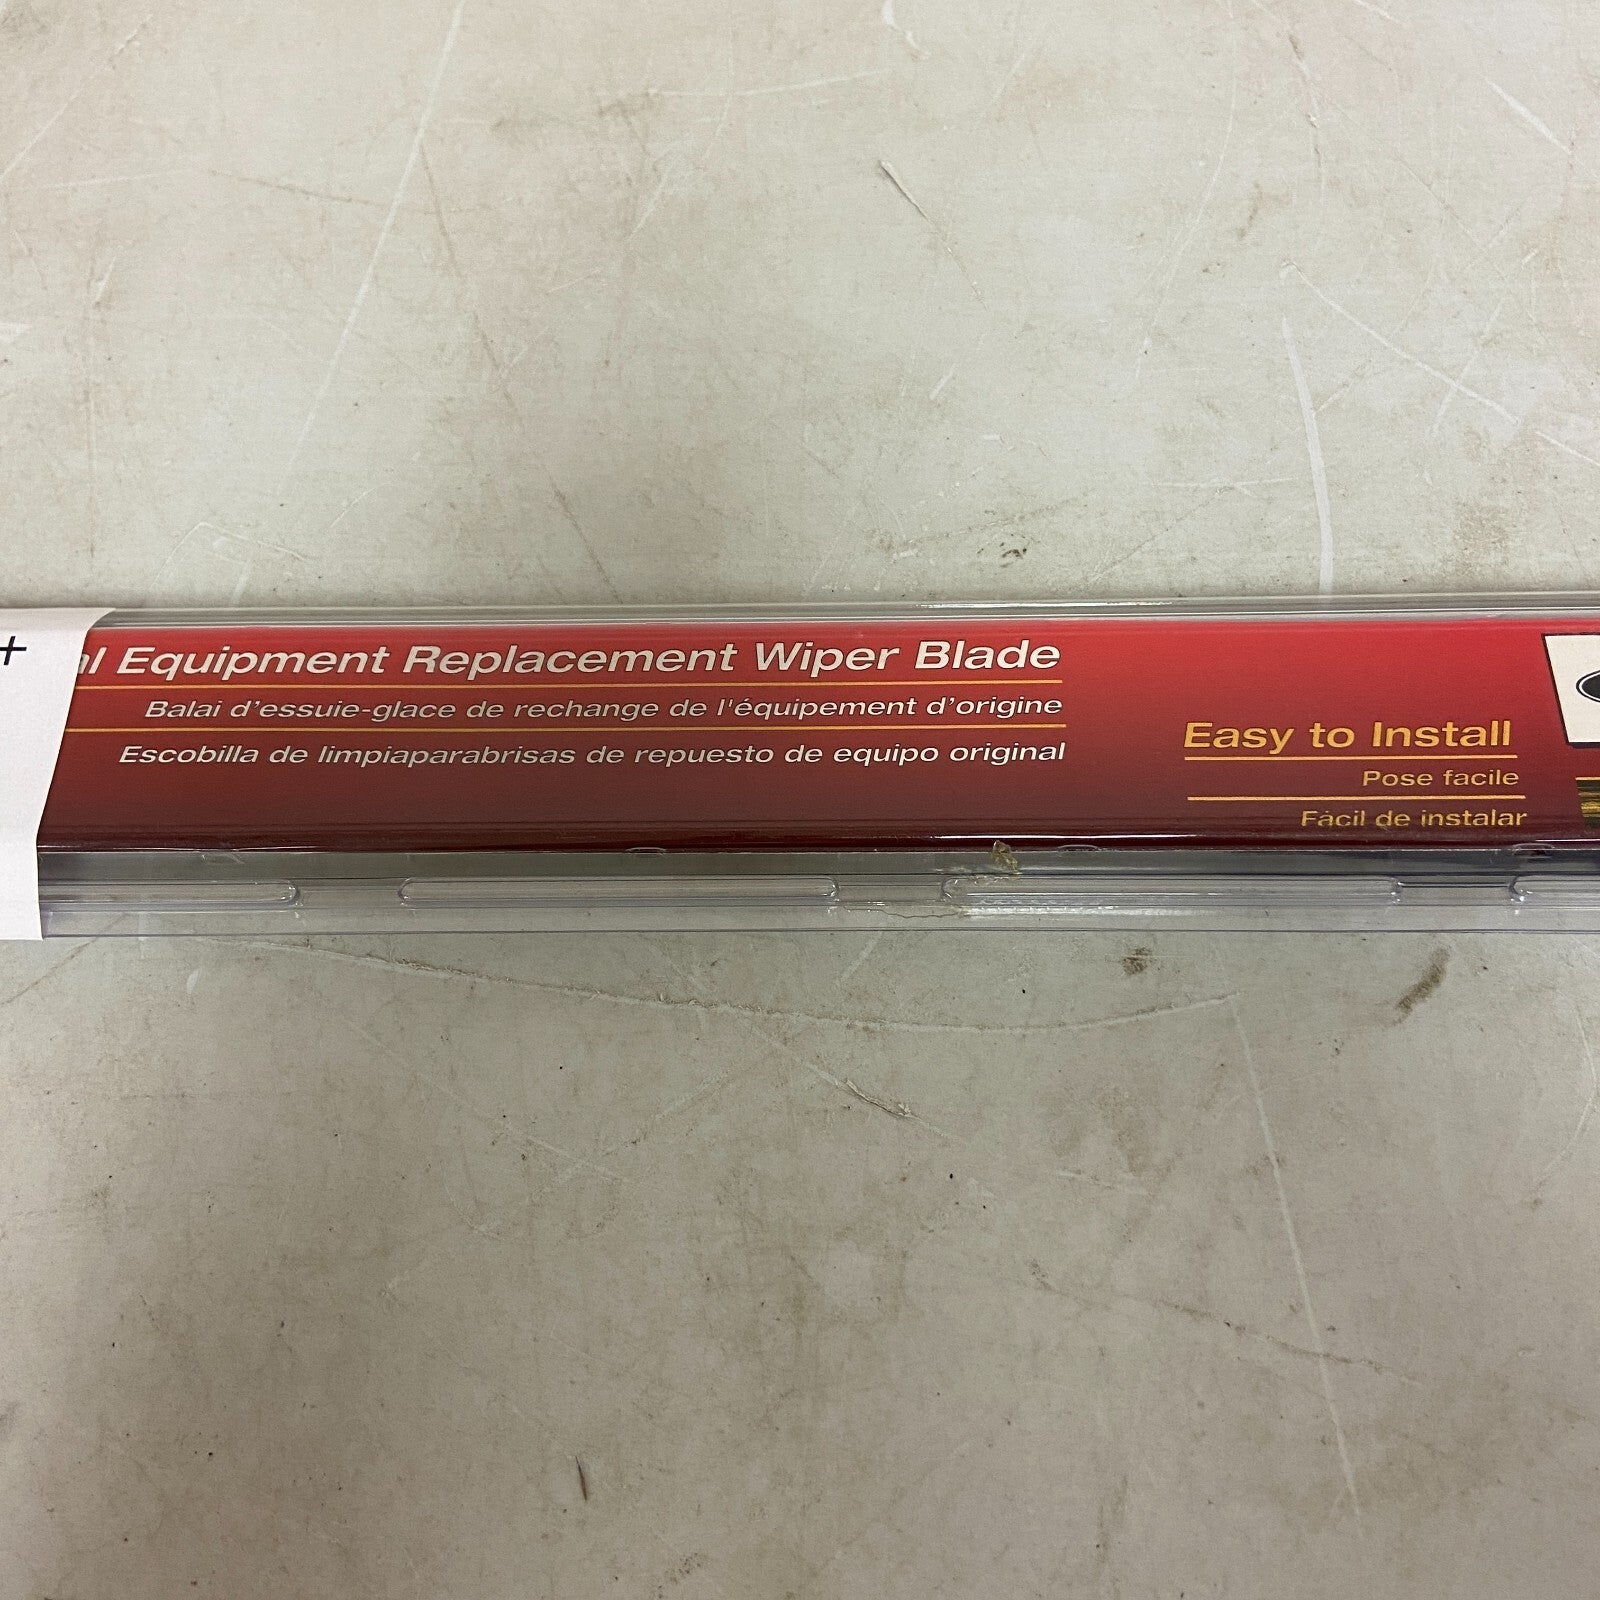 +
al Equipment Replacement Wiper Blade
Balai d'essuie-glace de rechange de l'équipement d'origine
Escobilla de limpiaparabrisas de repuesto de equipo original
Easy to Install
Pose facile
Fácil de instalar